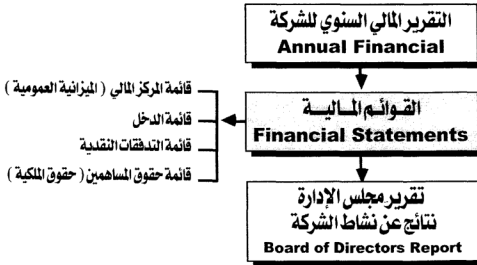 التقرير المالي السنوي للشركة
Annual Financial
القوائم المالية
Financial Statements
قائمة المركز المالي ( الميزانية العمومية )
قائمة الدخل
قائمة التدفقات النقدية
قائمة حقوق المساهمين ( حقوق الملكية )
تقرير مجلس الإدارة
نتائج عن نشاط الشركة
Board of Directors Report